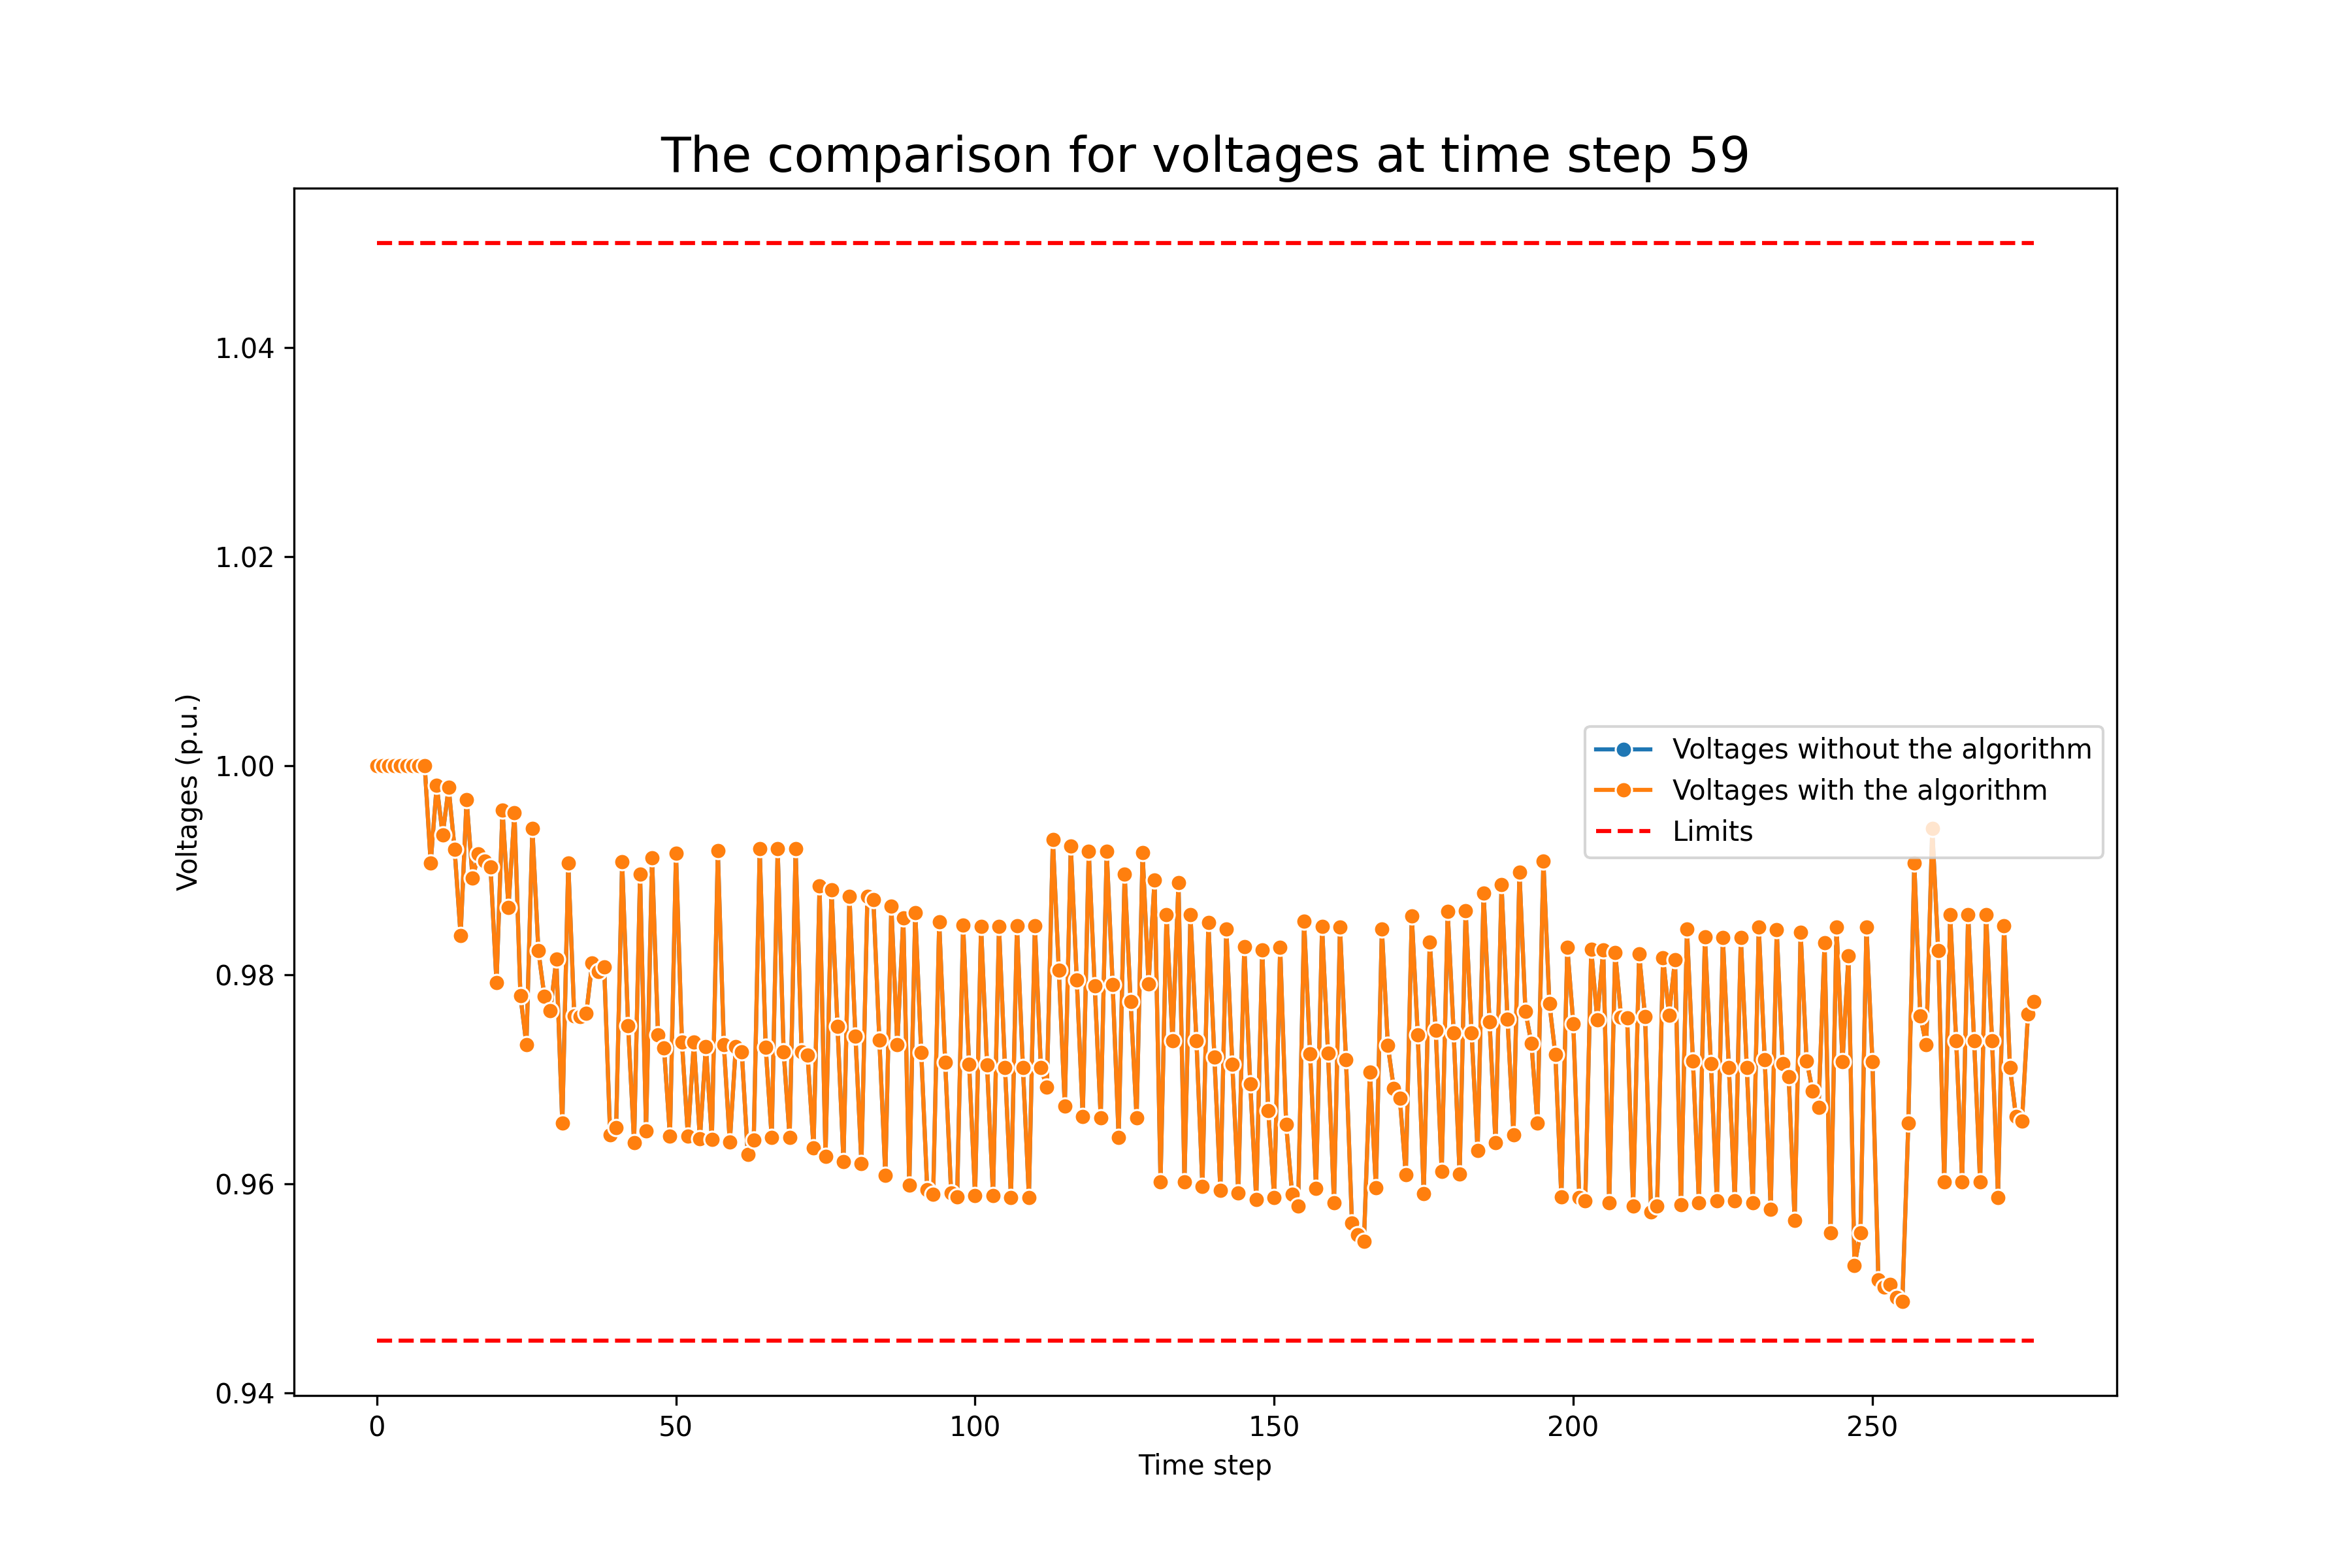 The comparison for voltages at time step 59
1.04
1.02
1.00
0.98
0.96
0.94
Voltages (p.u.)
Voltages without the algorithm
Voltages with the algorithm
Limits
0 50 100 150 200 250
Time step